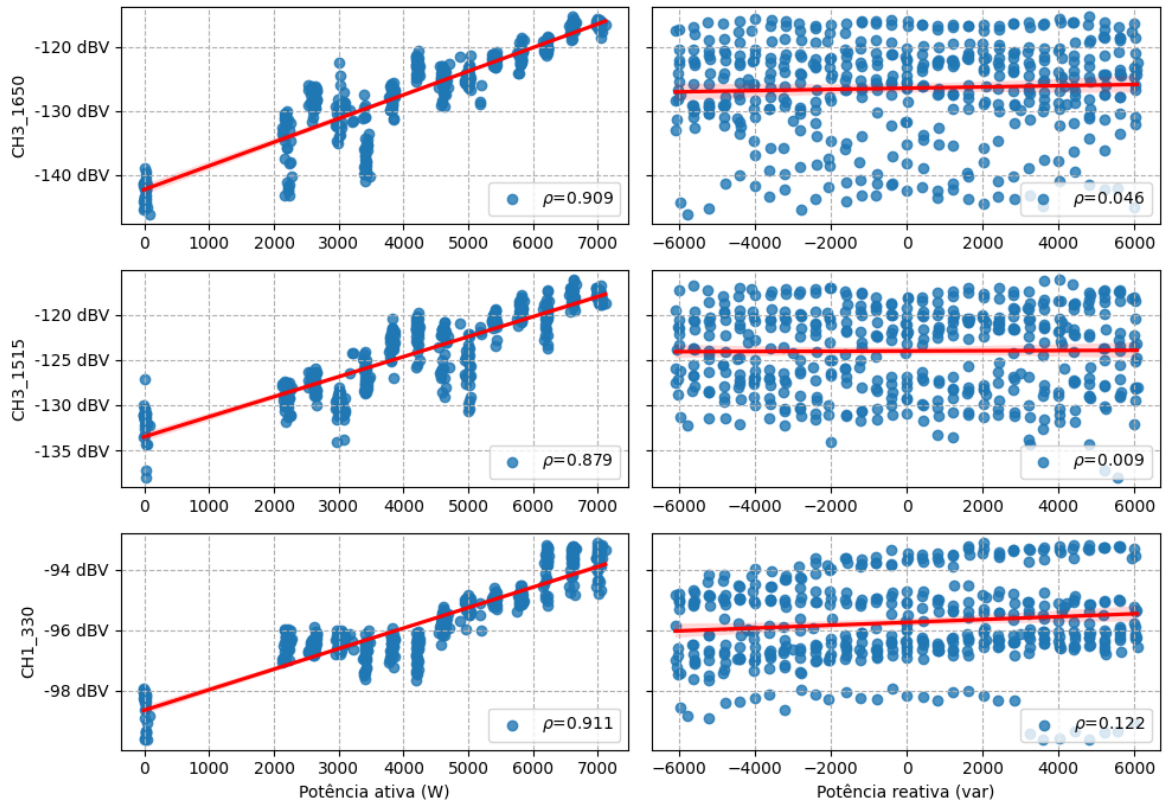 CH3_1650
-120 dBV
-130 dBV
-140 dBV
ρ=0.909
0 1000 2000 3000 4000 5000 6000 7000
ρ=0.046
−6000 −4000 −2000 0 2000 4000 6000
CH3_1515
-120 dBV
-125 dBV
-130 dBV
-135 dBV
ρ=0.879
0 1000 2000 3000 4000 5000 6000 7000
ρ=0.009
−6000 −4000 −2000 0 2000 4000 6000
CH1_330
-94 dBV
-96 dBV
-98 dBV
ρ=0.911
0 1000 2000 3000 4000 5000 6000 7000
Potência ativa (W)
ρ=0.122
−6000 −4000 −2000 0 2000 4000 6000
Potência reativa (var)